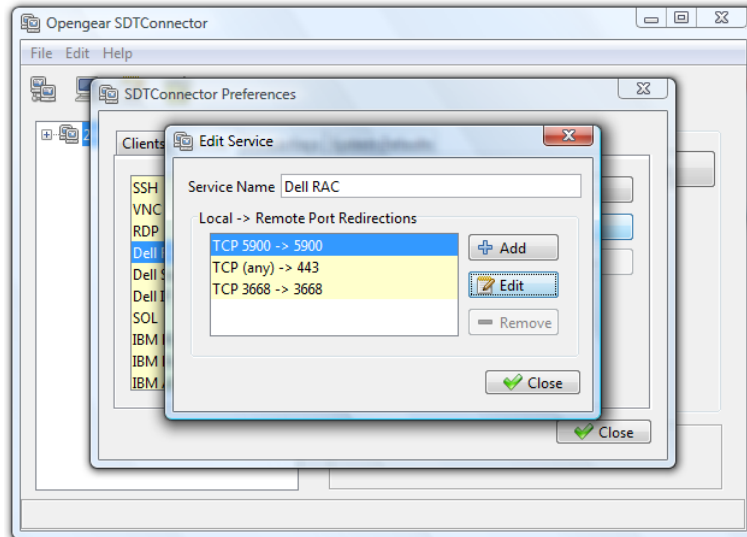 Opengear SDTConnector
File Edit Help
SDTConnector Preferences
Clients
Edit Service
SSH
VNC
RDP
Dell
Dell
Dell
SOL
IBM
IBM
IBM
Service Name Dell RAC
Local -> Remote Port Redirections
TCP 5900 -> 5900
TCP (any) -> 443
TCP 3668 -> 3668
Add
Edit
Remove
Close
Close